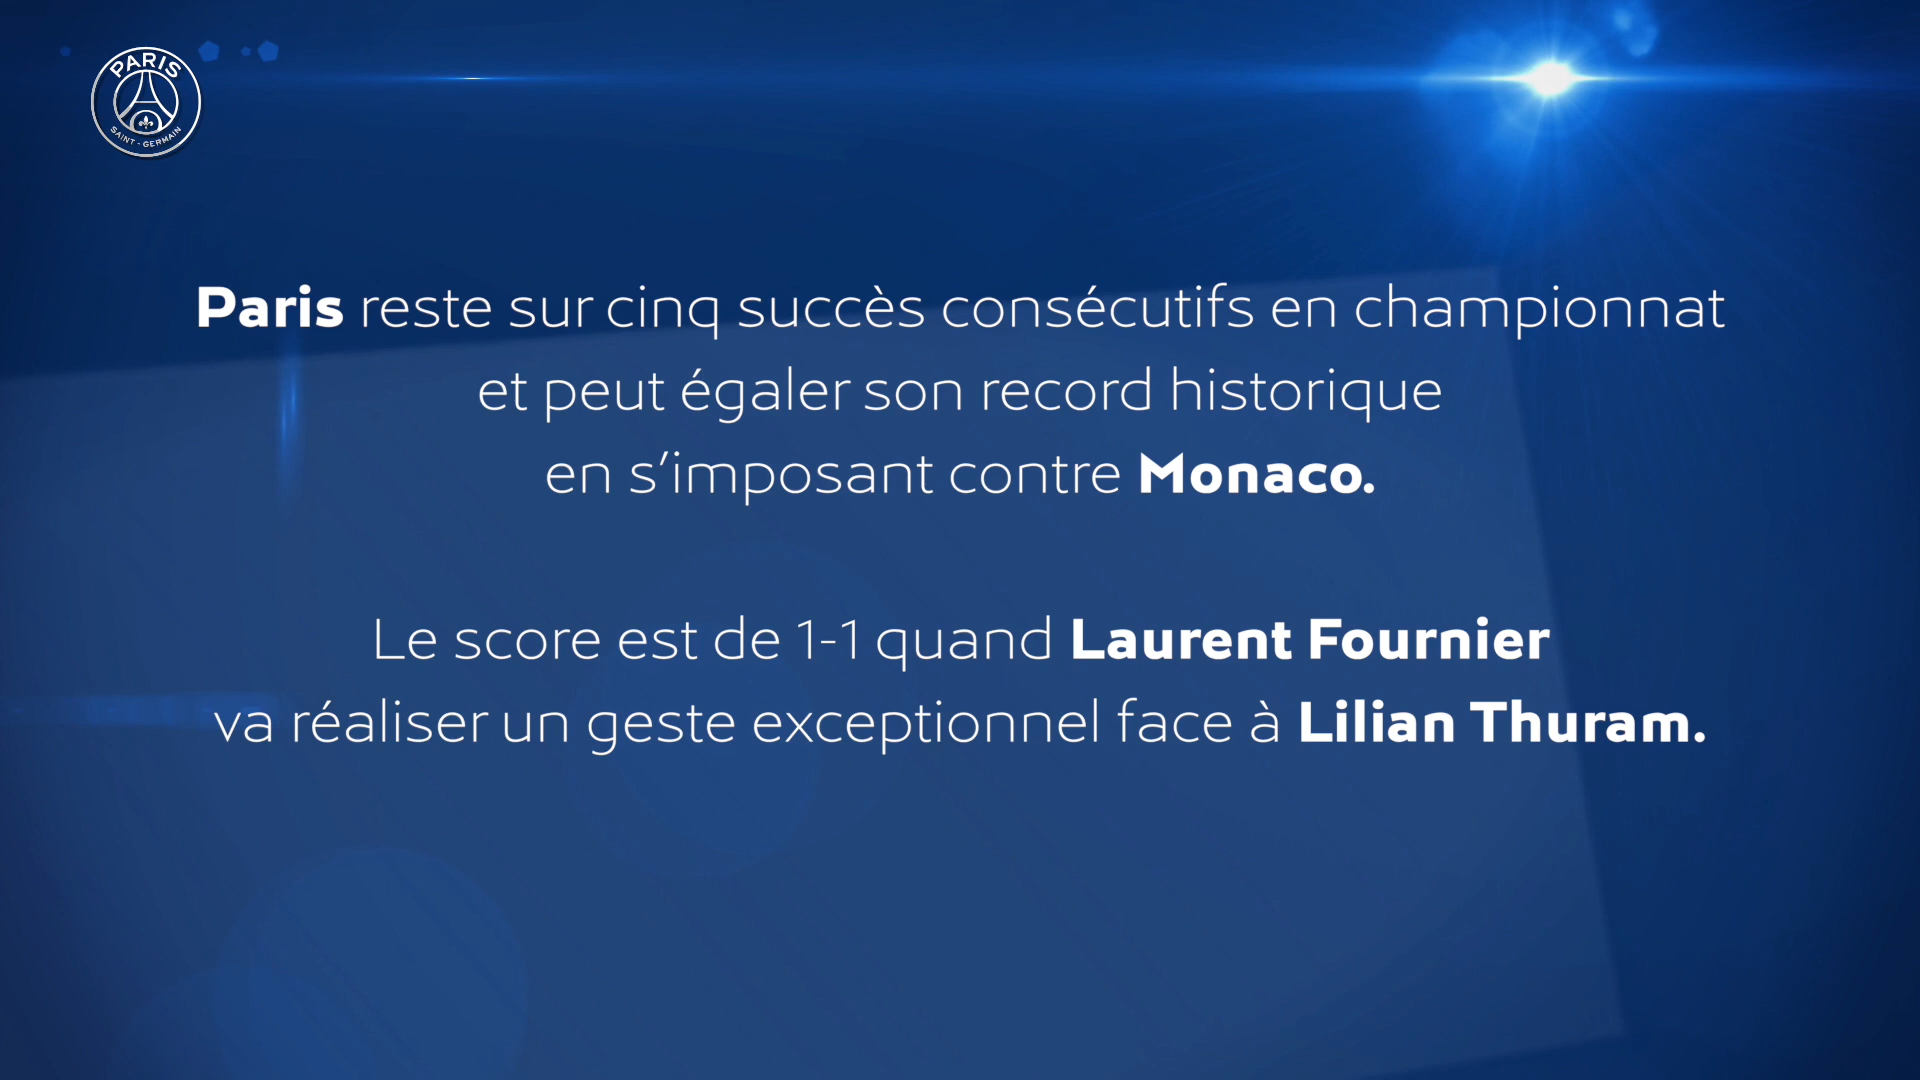 PARIS
SAINT-GERMAIN
Paris reste sur cinq succès consécutifs en championnat
et peut égaler son record historique
en s’imposant contre Monaco.
Le score est de 1-1 quand Laurent Fournier
va réaliser un geste exceptionnel face à Lilian Thuram.